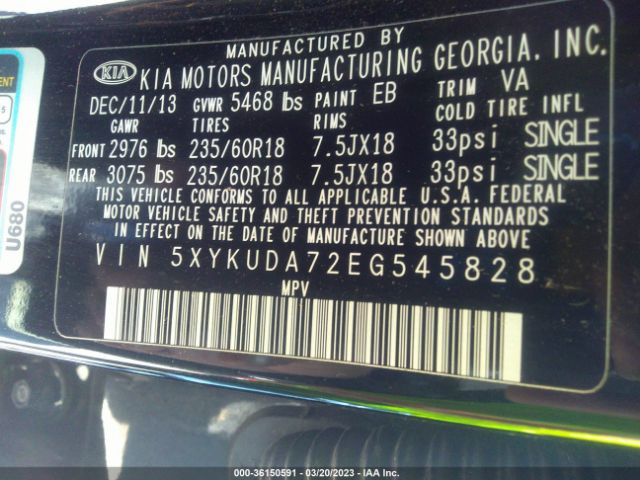 MANUFACTURED BY
KIA KIA MOTORS MANUFACTURING GEORGIA, INC.
DEC/11/13 GVWR 5468 lbs PAINT EB TRIM VA
GAWR TIRES RIMS COLD TIRE INFL
FRONT 2976 lbs 235/60R18 7.5JX18 33psi SINGLE
REAR 3075 lbs 235/60R18 7.5JX18 33psi SINGLE
THIS VEHICLE CONFORMS TO ALL APPLICABLE U.S.A. FEDERAL
MOTOR VEHICLE SAFETY AND THEFT PREVENTION STANDARDS
IN EFFECT ON THE DATE OF MANUFACTURE SHOWN ABOVE
VIN 5XYKUDA72EG545828
MPV
U680
000-36150591 — 03/20/2023 — IAA Inc.